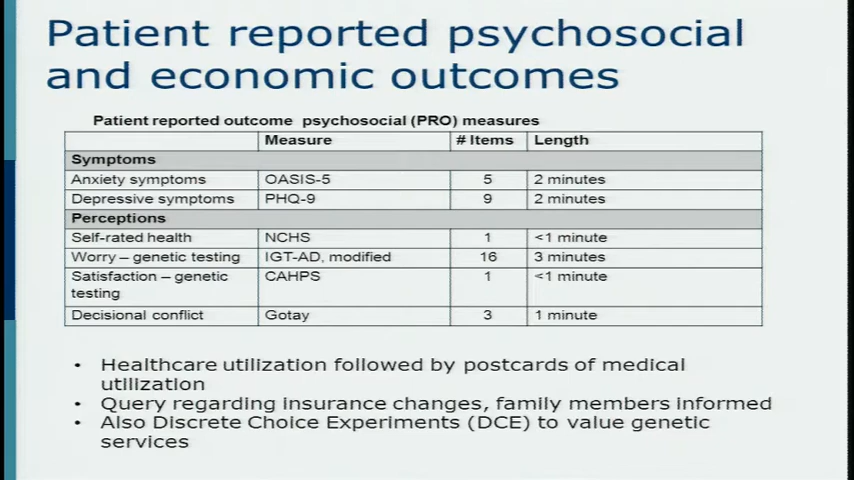 Patient reported psychosocial
and economic outcomes
Patient reported outcome psychosocial (PRO) measures
Measure # Items Length
Symptoms
Anxiety symptoms OASIS-5 5 2 minutes
Depressive symptoms PHQ-9 9 2 minutes
Perceptions
Self-rated health NCHS 1 <1 minute
Worry – genetic testing IGT-AD, modified 16 3 minutes
Satisfaction – genetic CAHPS 1 <1 minute
testing
Decisional conflict Gotay 3 1 minute
• Healthcare utilization followed by postcards of medical
utilization
• Query regarding insurance changes, family members informed
• Also Discrete Choice Experiments (DCE) to value genetic
services